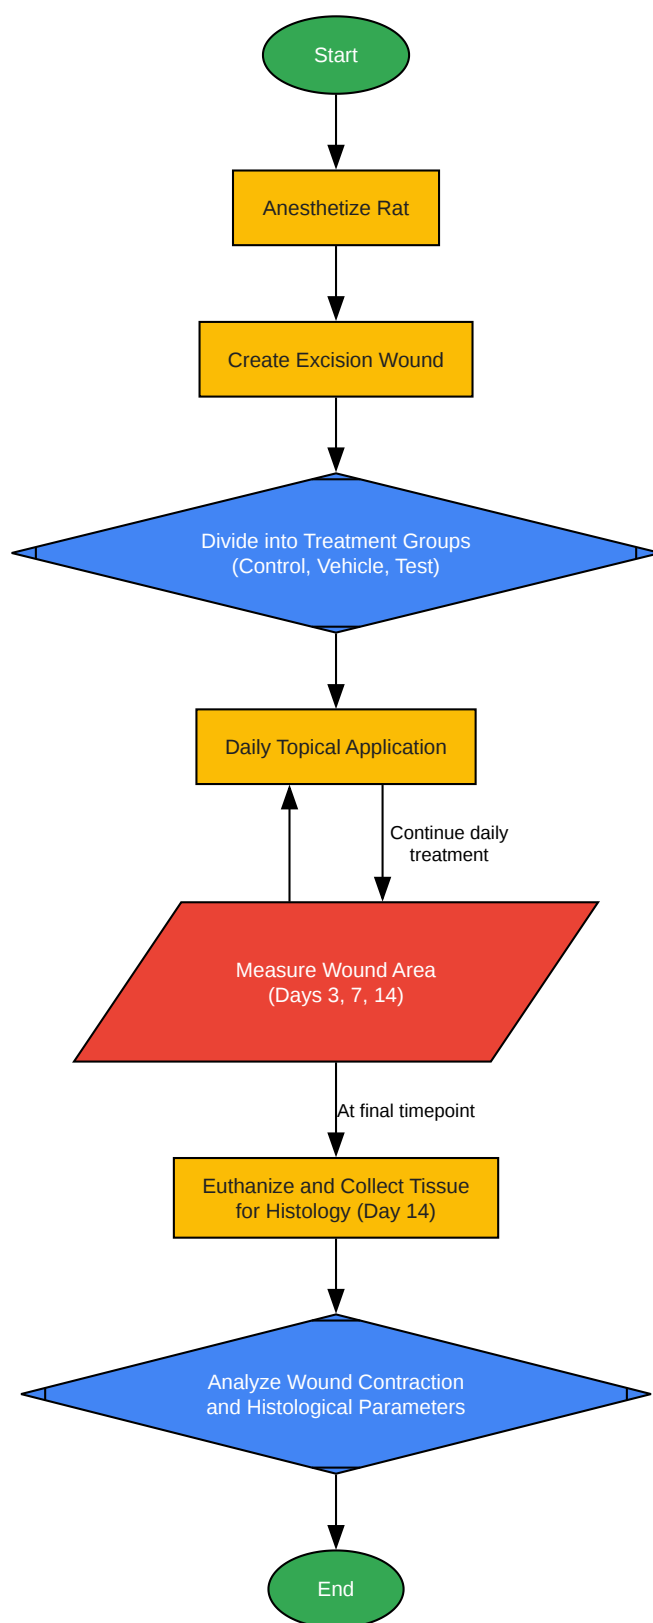 Start
Anesthetize Rat
Create Excision Wound
Divide into Treatment Groups
(Control, Vehicle, Test)
Daily Topical Application
Continue daily
treatment
Measure Wound Area
(Days 3, 7, 14)
At final timepoint
Euthanize and Collect Tissue
for Histology (Day 14)
Analyze Wound Contraction
and Histological Parameters
End